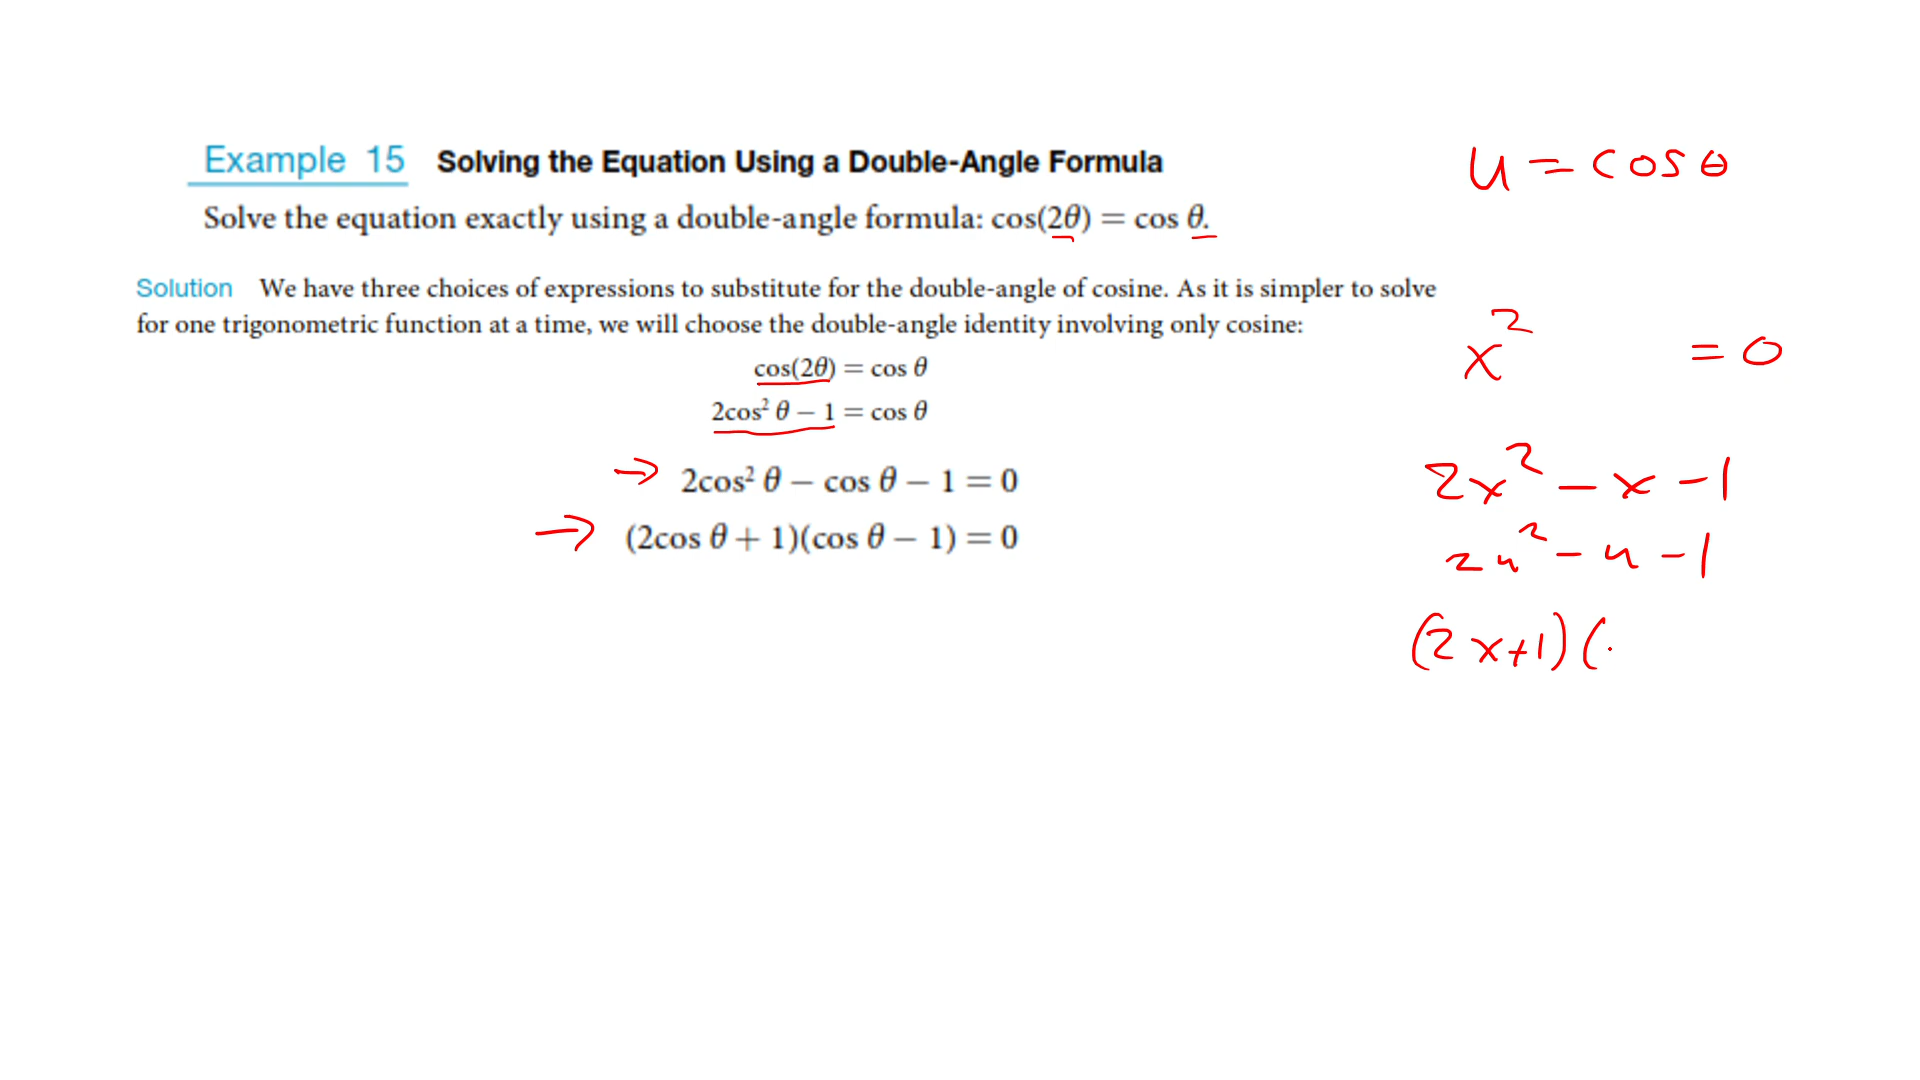 Example 15 Solving the Equation Using a Double-Angle Formula
Solve the equation exactly using a double-angle formula: cos(2θ) = cos θ.
Solution We have three choices of expressions to substitute for the double-angle of cosine. As it is simpler to solve
for one trigonometric function at a time, we will choose the double-angle identity involving only cosine:
cos(2θ) = cos θ
2cos² θ − 1 = cos θ
→ 2cos² θ − cos θ − 1 = 0
→ (2cos θ + 1)(cos θ − 1) = 0
u = cos θ
x² = 0
2x² − x − 1
2u² − u − 1
(2x+1)(